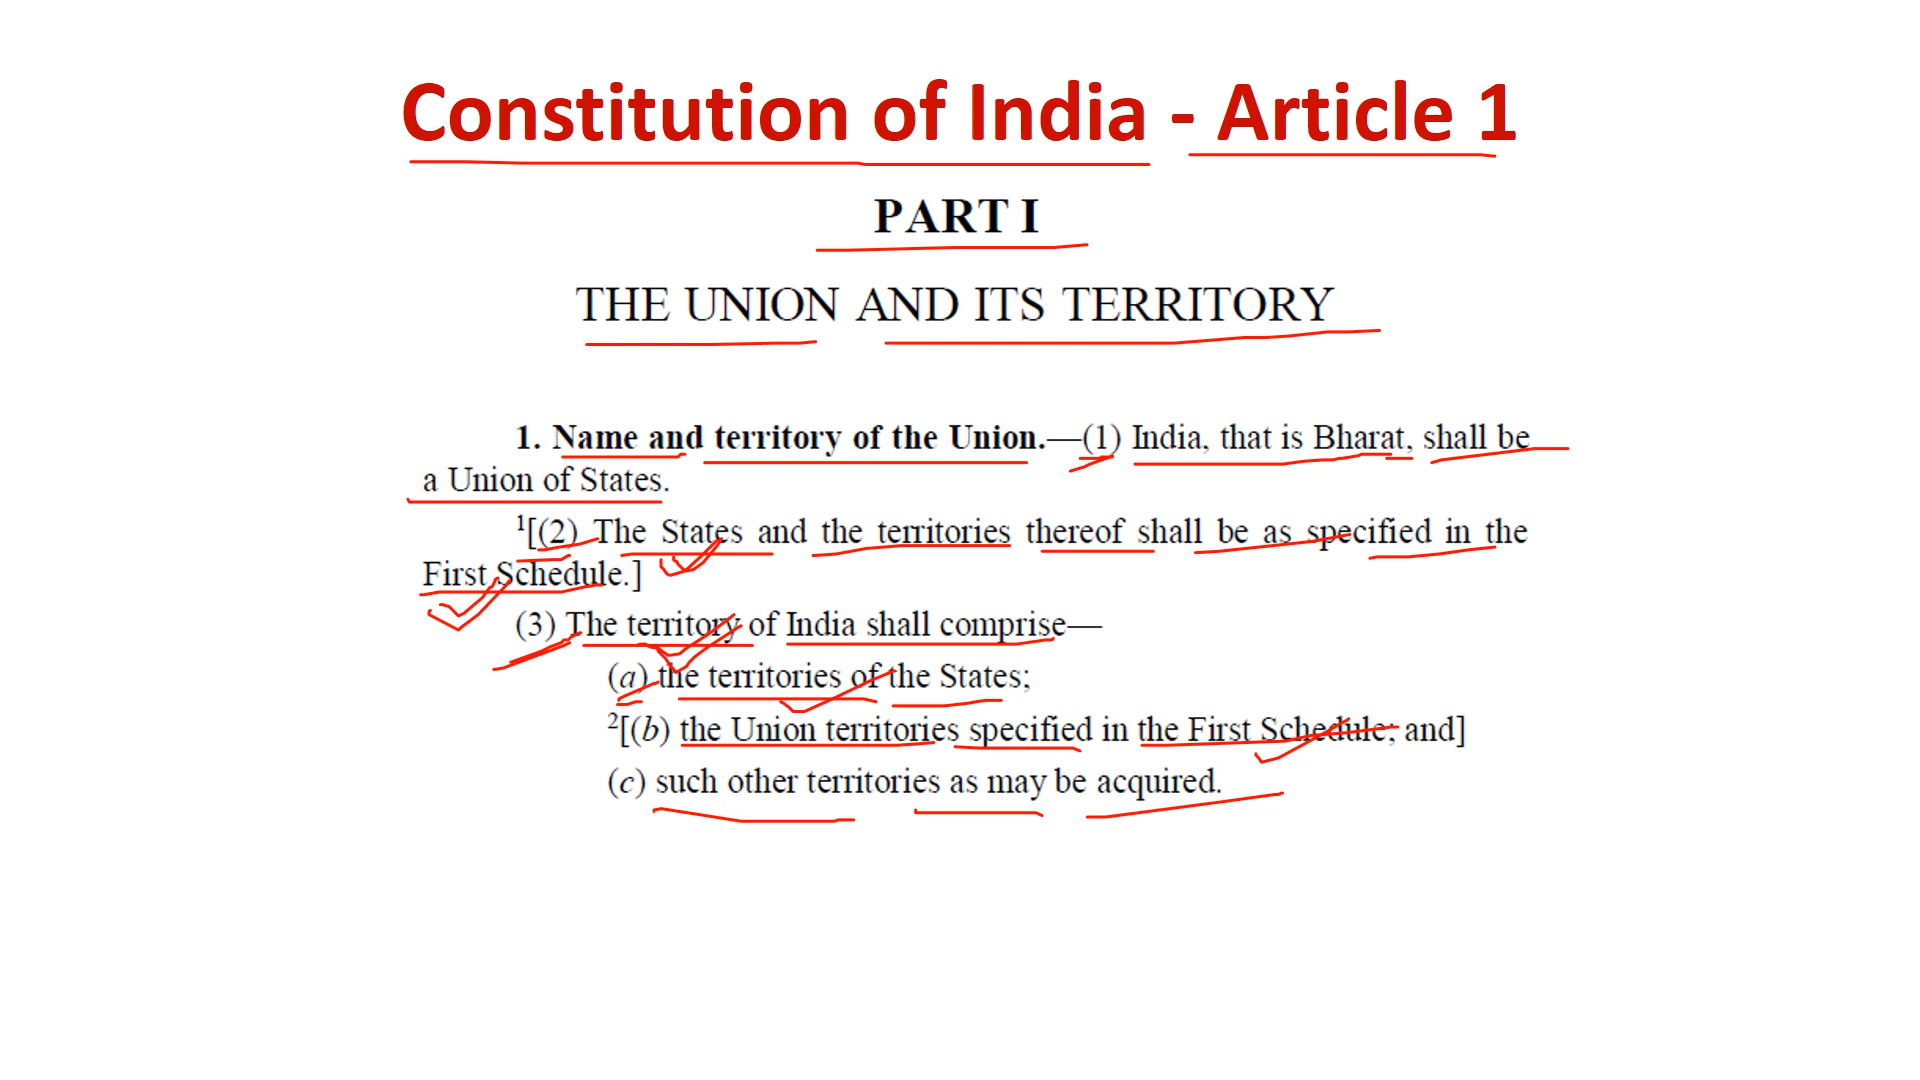 Constitution of India - Article 1
PART I
THE UNION AND ITS TERRITORY
1. Name and territory of the Union.—(1) India, that is Bharat, shall be
a Union of States.
¹[(2) The States and the territories thereof shall be as specified in the
First Schedule.]
(3) The territory of India shall comprise—
(a) the territories of the States;
²[(b) the Union territories specified in the First Schedule; and]
(c) such other territories as may be acquired.